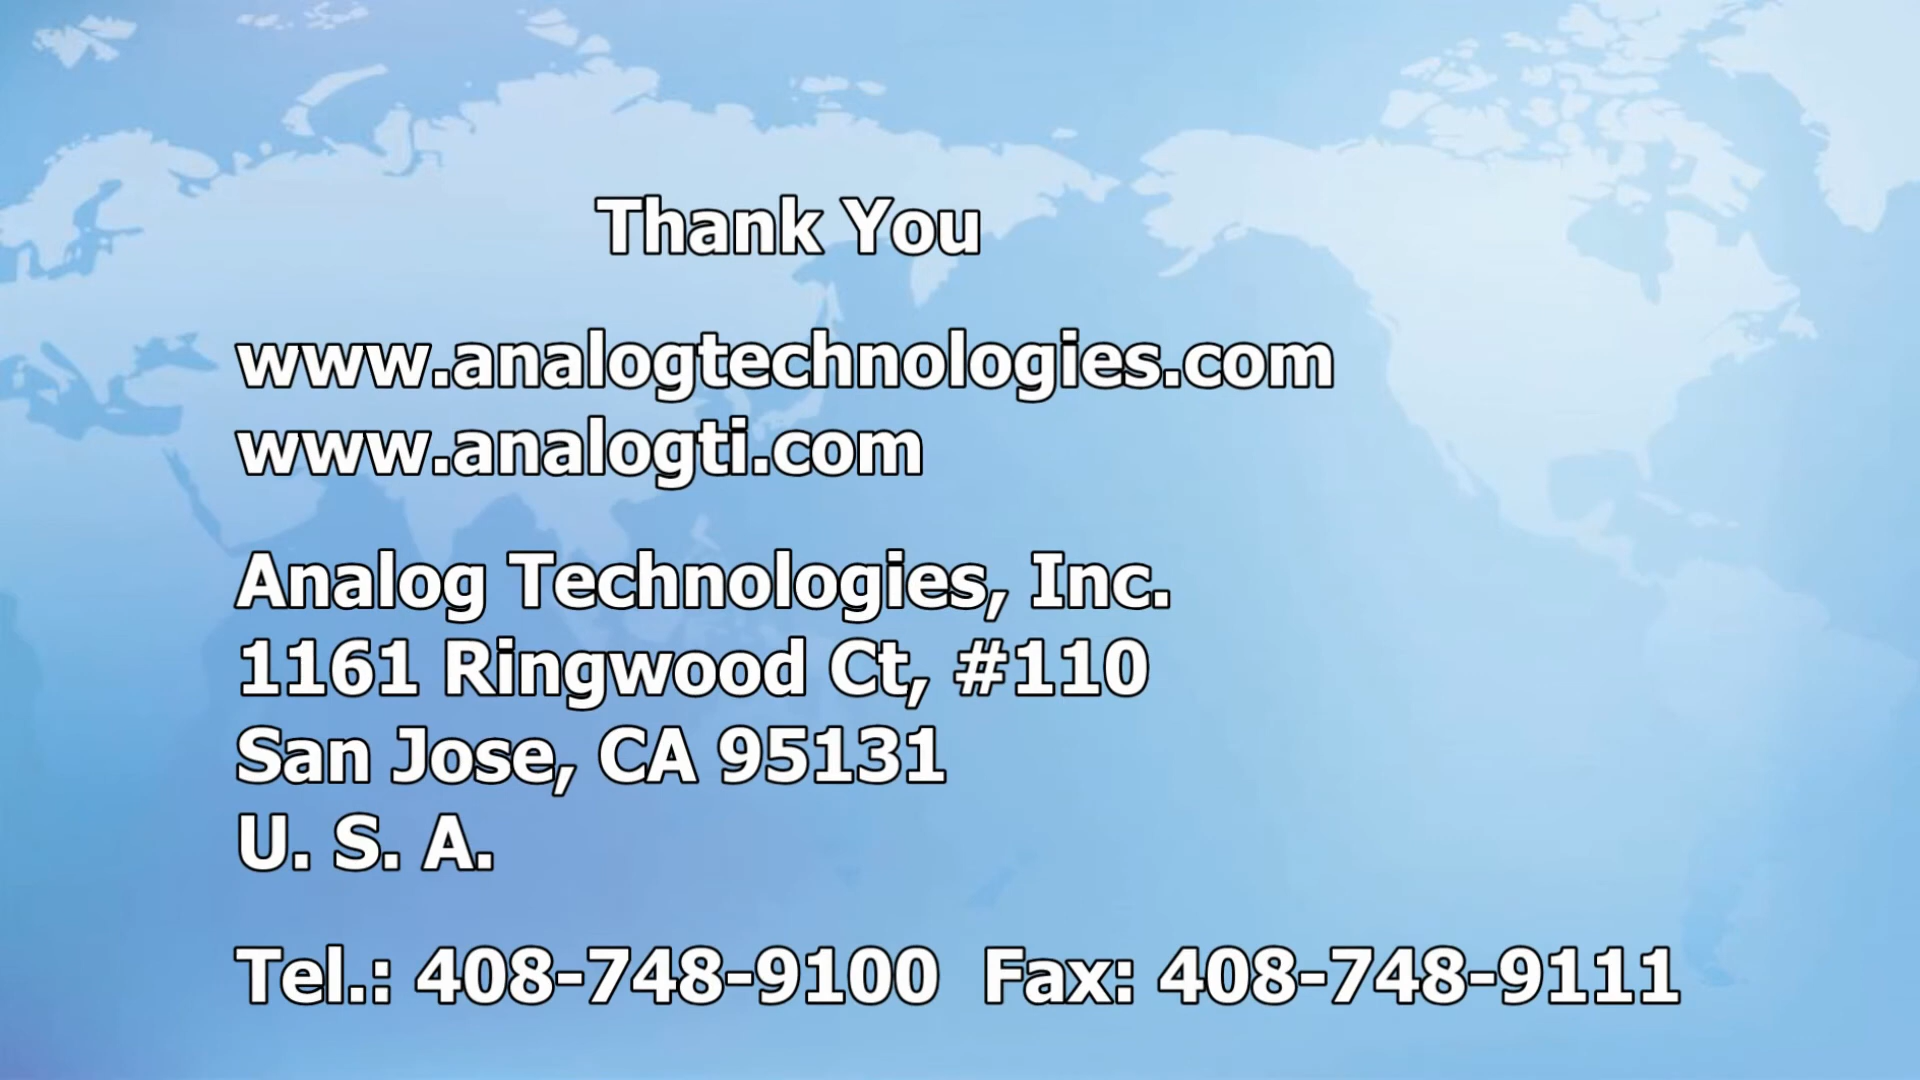 Thank You
www.analogtechnologies.com
www.analogti.com
Analog Technologies, Inc.
1161 Ringwood Ct, #110
San Jose, CA 95131
U. S. A.
Tel.: 408-748-9100  Fax: 408-748-9111